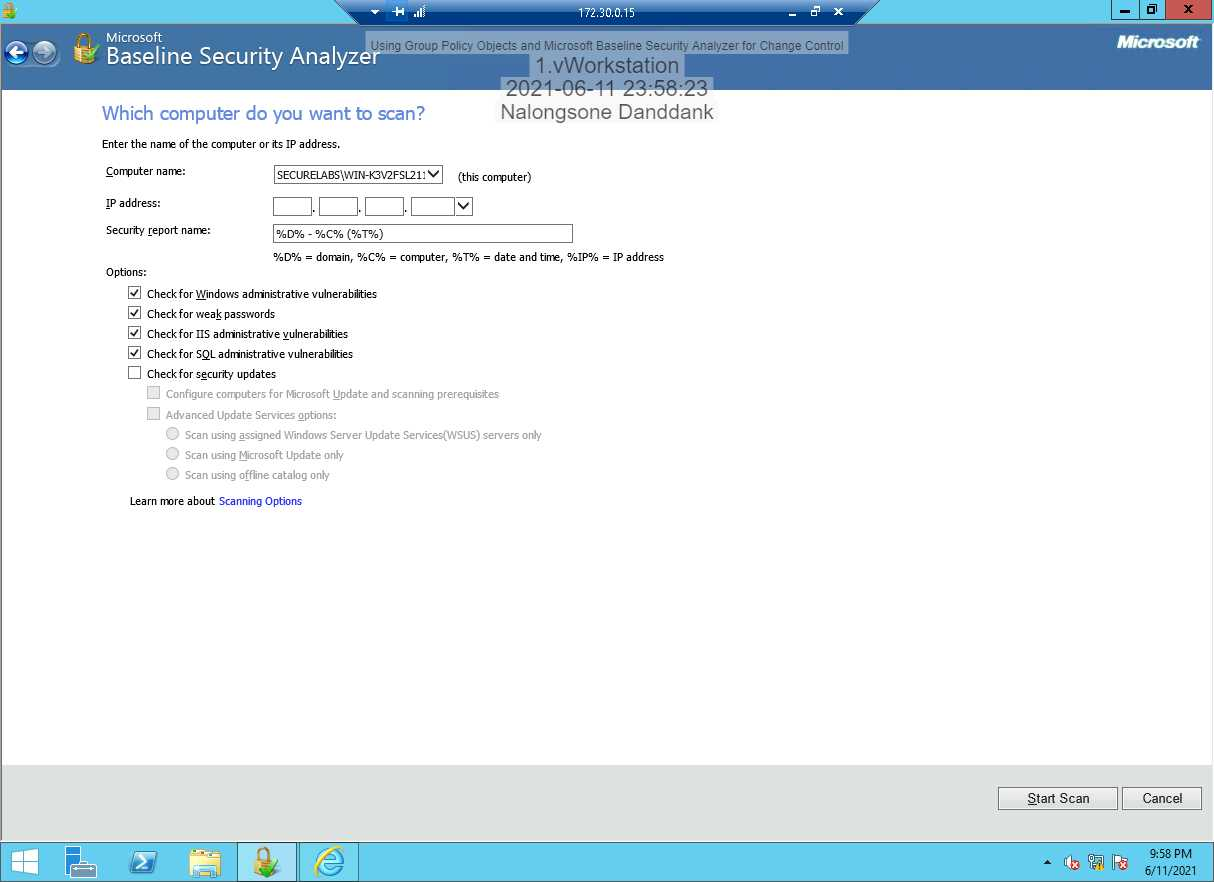 172.30.0.15
Microsoft
Baseline Security Analyzer
Microsoft
Using Group Policy Objects and Microsoft Baseline Security Analyzer for Change Control
1.vWorkstation
2021-06-11 23:58:23
Nalongsone Danddank
Which computer do you want to scan?
Enter the name of the computer or its IP address.
Computer name:
SECURELABS\WIN-K3V2FSL211
(this computer)
IP address:
. . .
Security report name:
%D% - %C% (%T%)
%D% = domain, %C% = computer, %T% = date and time, %IP% = IP address
Options:
Check for Windows administrative vulnerabilities
Check for weak passwords
Check for IIS administrative vulnerabilities
Check for SQL administrative vulnerabilities
Check for security updates
Configure computers for Microsoft Update and scanning prerequisites
Advanced Update Services options:
Scan using assigned Windows Server Update Services(WSUS) servers only
Scan using Microsoft Update only
Scan using offline catalog only
Learn more about Scanning Options
Start Scan
Cancel
9:58 PM
6/11/2021